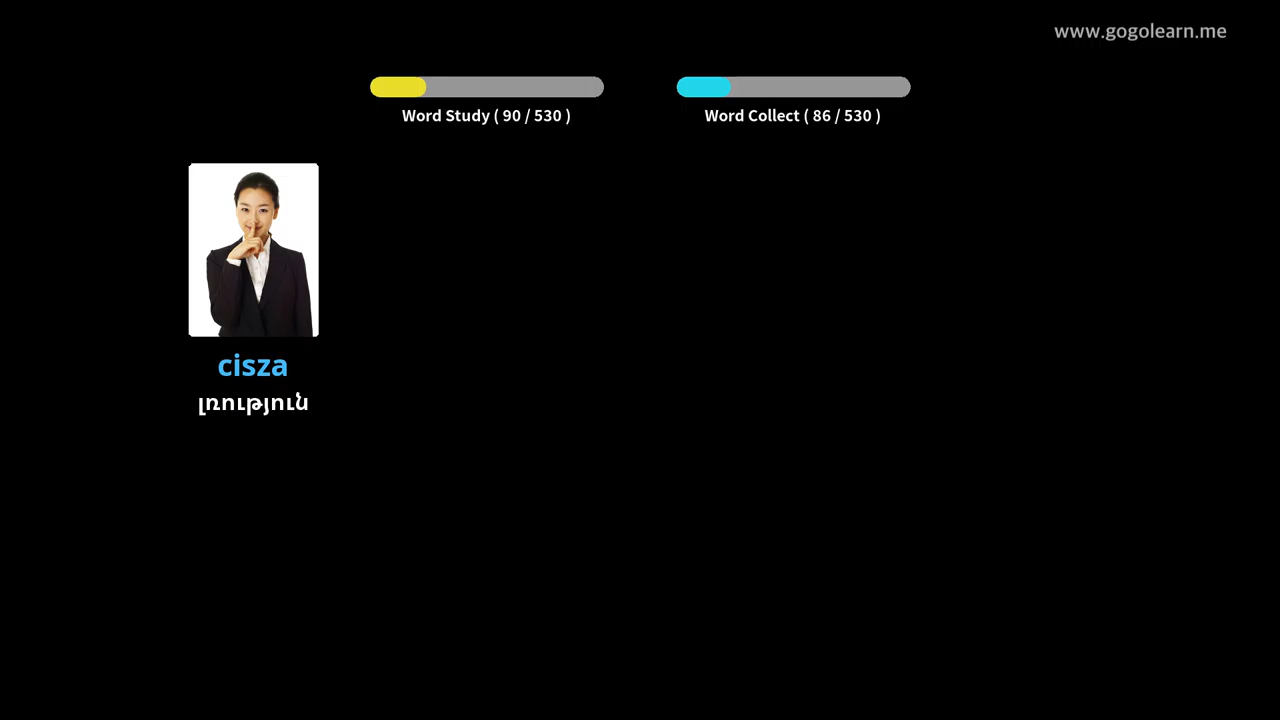 www.gogolearn.me
Word Study ( 90 / 530 )
Word Collect ( 86 / 530 )
cisza
լռություն